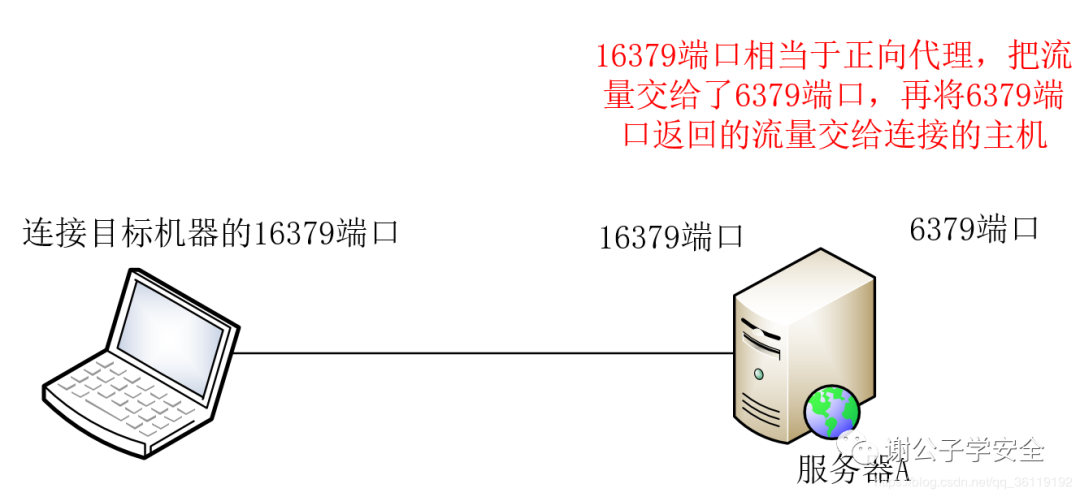 16379端口相当于正向代理，把流
量交给了6379端口，再将6379端
口返回的流量交给连接的主机
连接目标机器的16379端口
16379端口
6379端口
谢公子学安全
服务器A
https://blog.csdn.net/qq_36119192